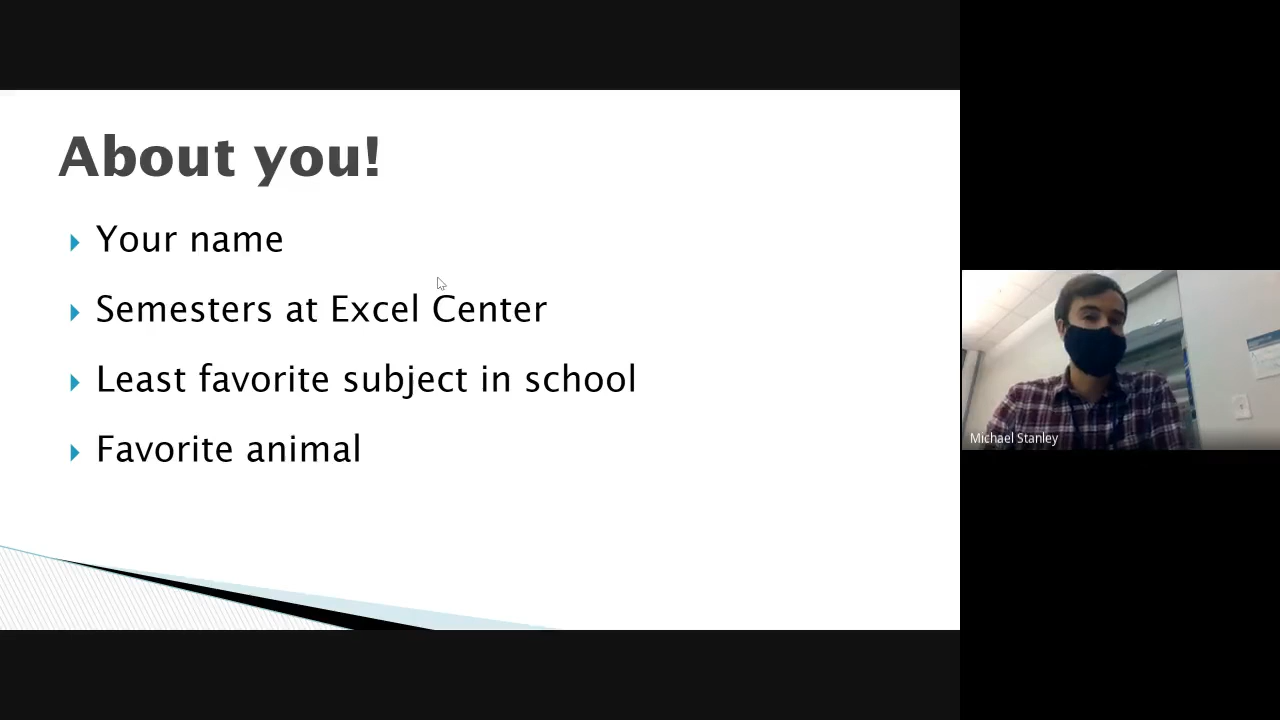 About you!
Your name
Semesters at Excel Center
Least favorite subject in school
Favorite animal
Michael Stanley